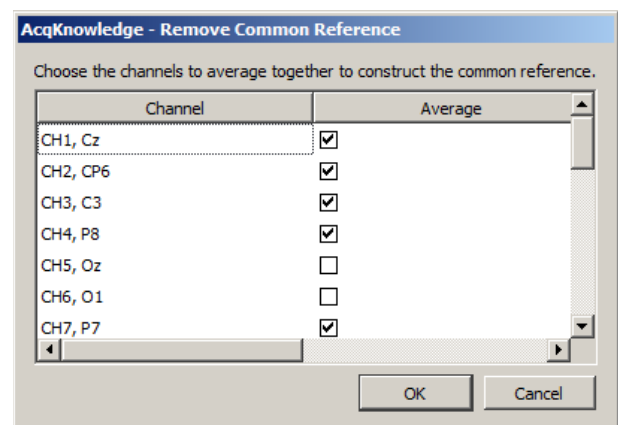 AcqKnowledge - Remove Common Reference
Choose the channels to average together to construct the common reference.
Channel Average
CH1, Cz
CH2, CP6
CH3, C3
CH4, P8
CH5, Oz
CH6, O1
CH7, P7
OK Cancel